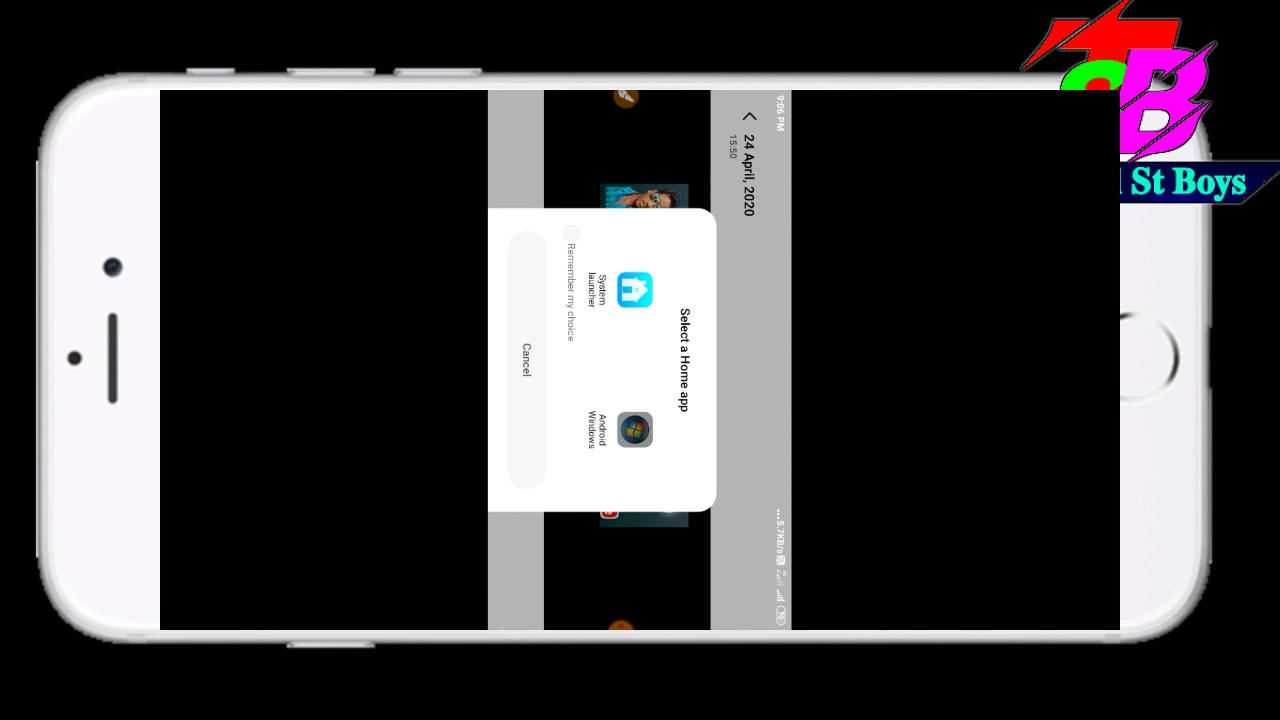 9:06 PM
...5.7KB/s
70
24 April, 2020
15:50
Select a Home app
System
launcher
Android
Windows
Remember my choice
Cancel
B
St Boys